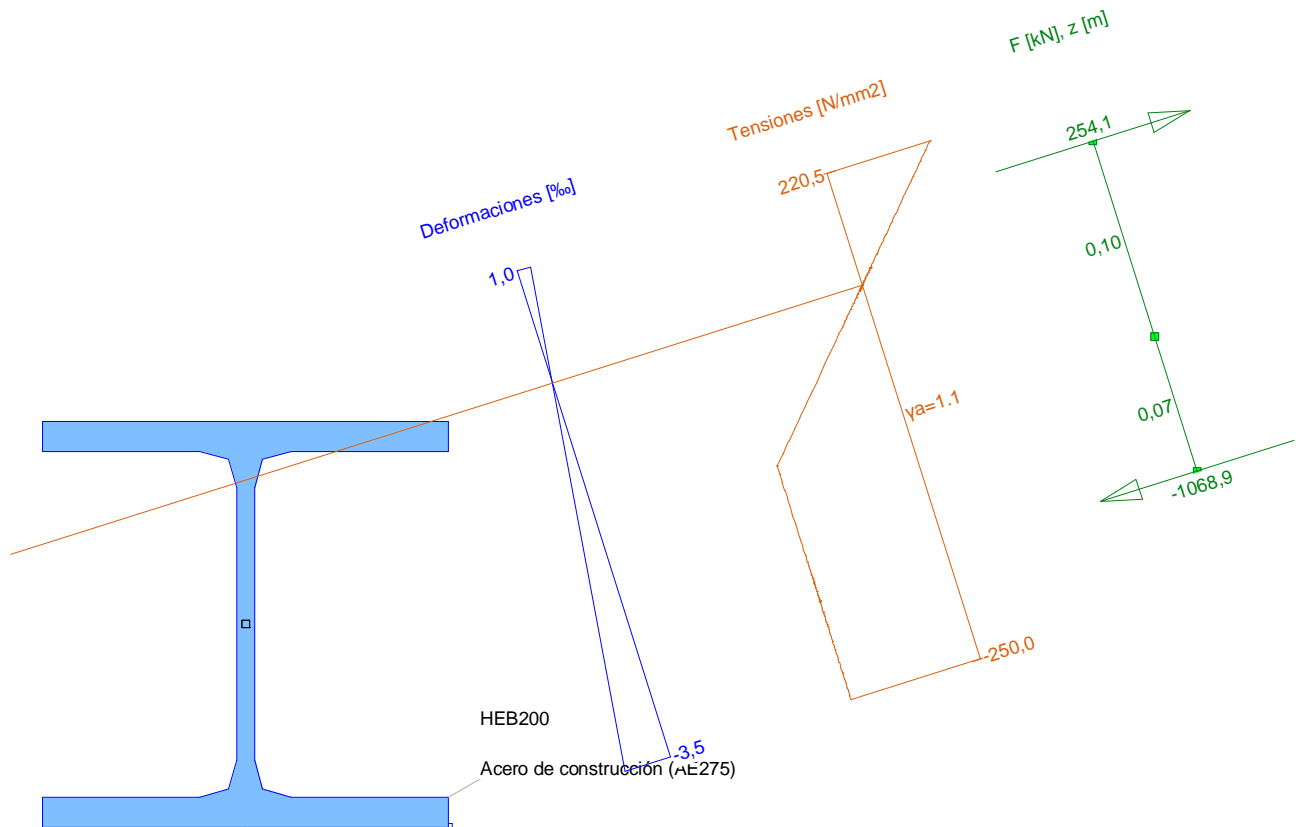 F [kN], z [m]
Tensiones [N/mm2]
254,1
220,5
Deformaciones [‰]
0,10
1,0
γa=1.1
0,07
-1068,9
-250,0
HEB200
-3,5
Acero de construcción (AE275)